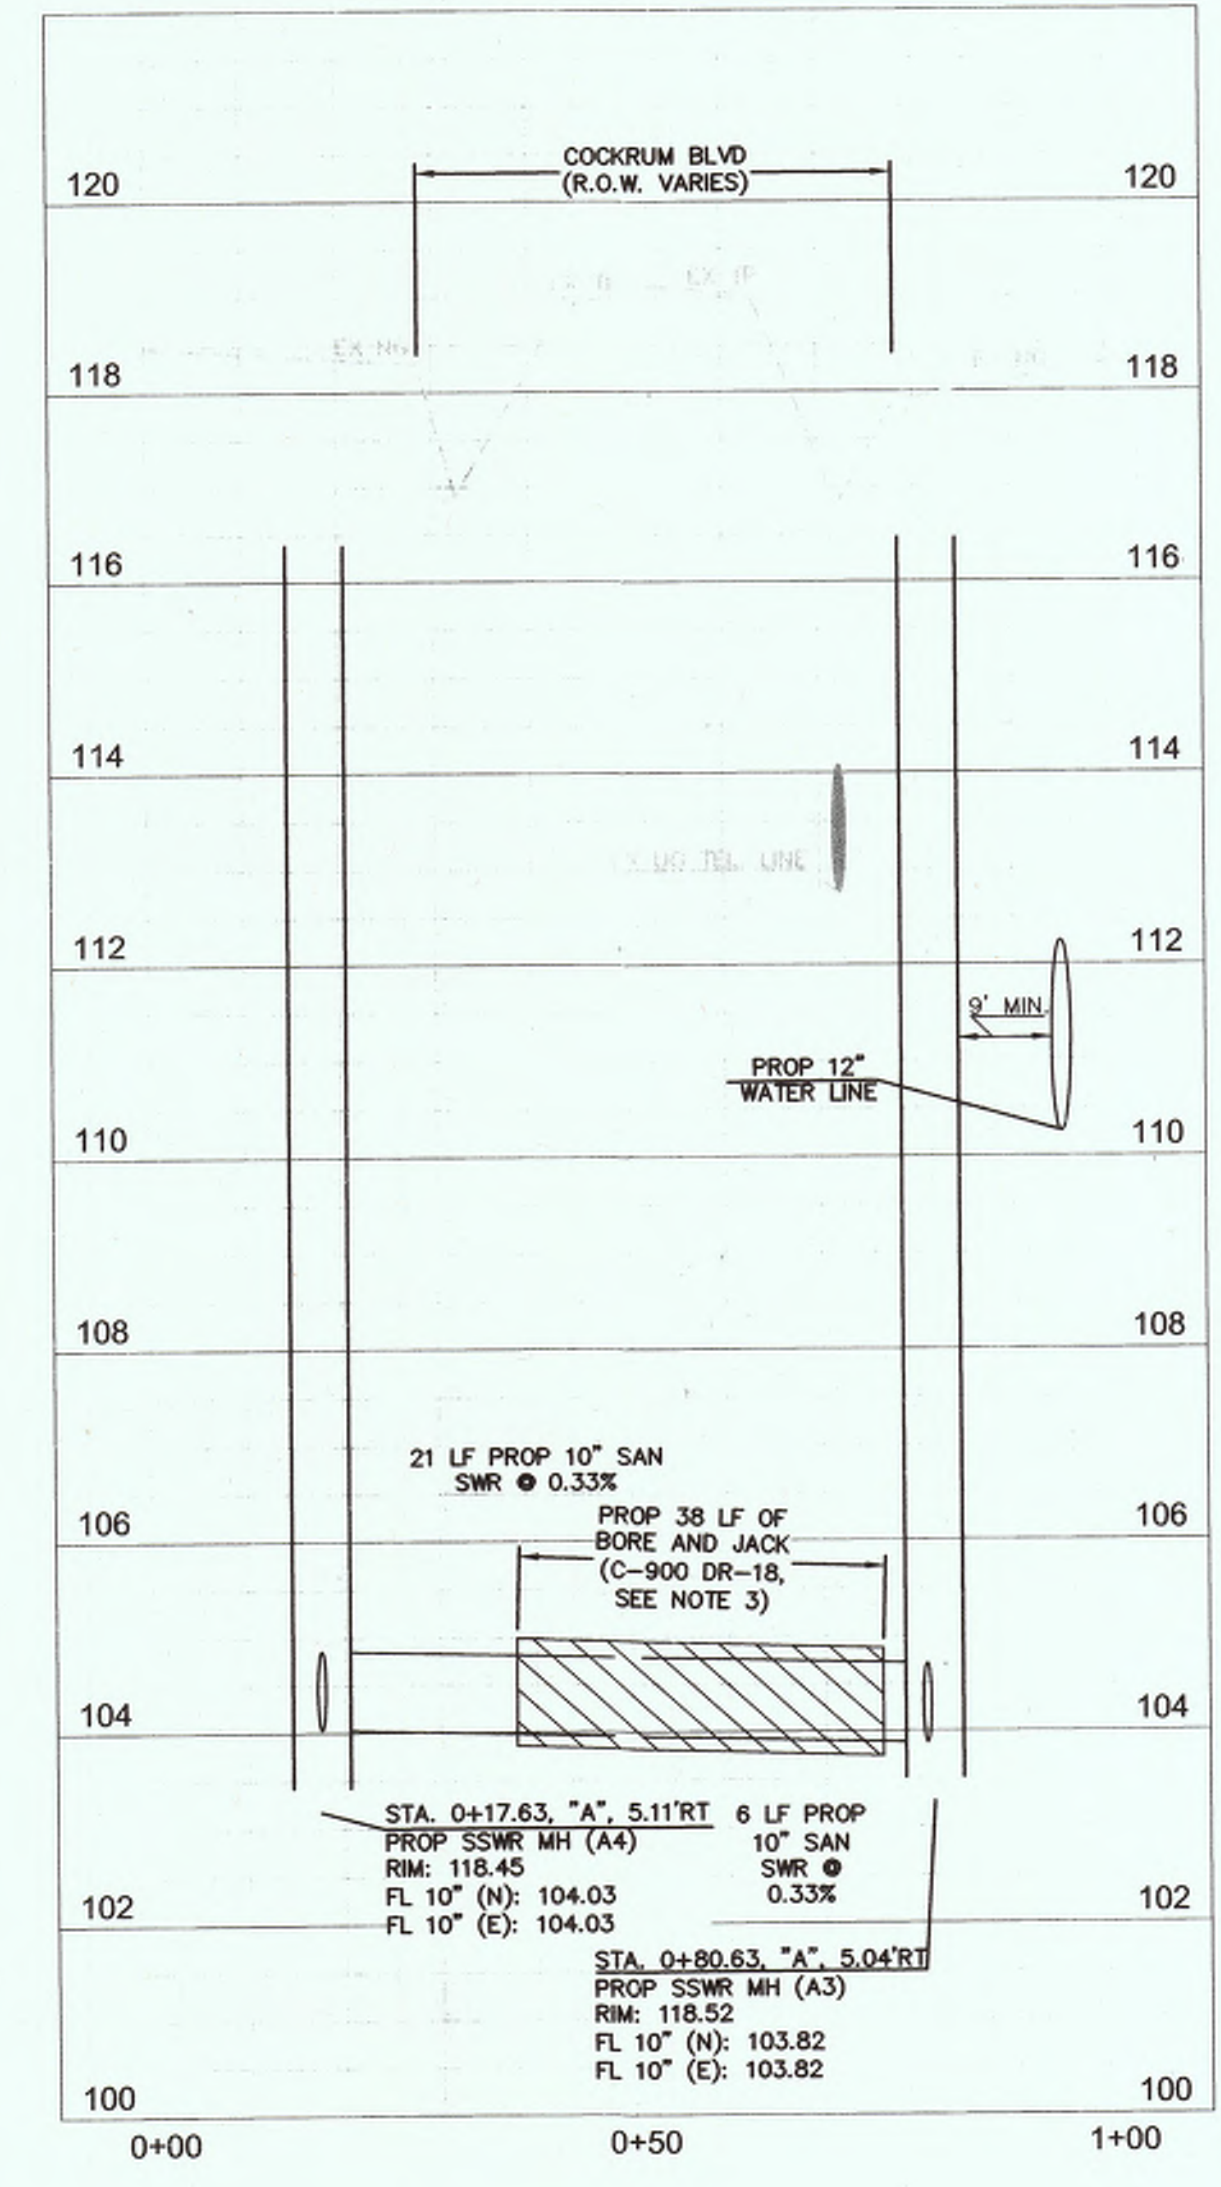 COCKRUM BLVD
(R.O.W. VARIES)
120
120
EX NG
118
118
116
116
114
114
TEL. LINE
112
112
9' MIN.
PROP 12"
WATER LINE
110
110
108
108
21 LF PROP 10" SAN
SWR @ 0.33%
106
106
PROP 38 LF OF
BORE AND JACK
(C-900 DR-18,
SEE NOTE 3)
104
104
STA. 0+17.63, "A", 5.11'RT
PROP SSWR MH (A4)
RIM: 118.45
FL 10" (N): 104.03
FL 10" (E): 104.03
6 LF PROP
10" SAN
SWR @
0.33%
102
102
STA. 0+80.63, "A", 5.04'RT
PROP SSWR MH (A3)
RIM: 118.52
FL 10" (N): 103.82
FL 10" (E): 103.82
100
100
0+00
0+50
1+00